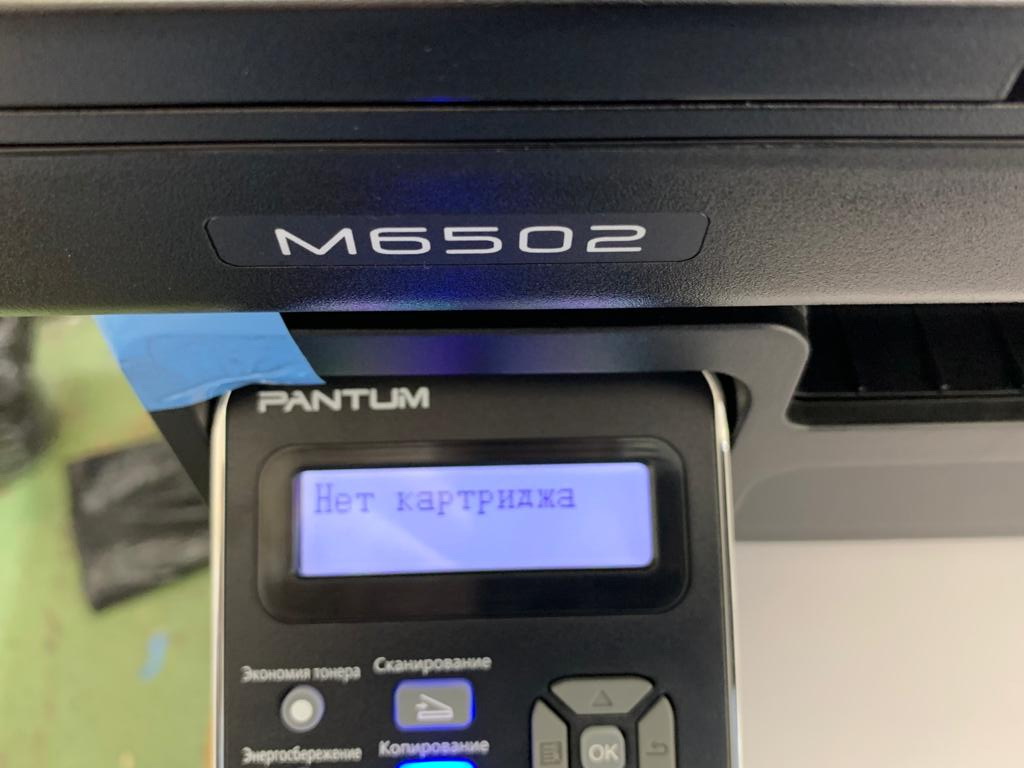 M6502
PANTUM
Нет картриджа
Экономия тонера
Сканирование
Энергосбережение
Копирование
OK